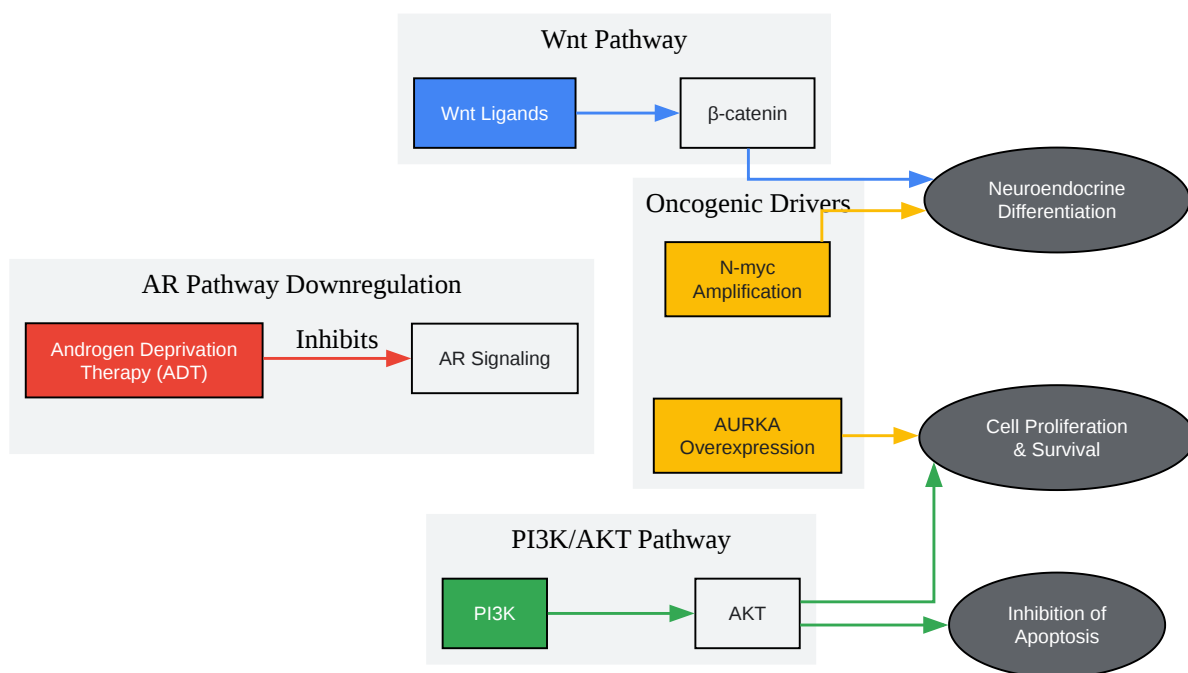 Wnt Pathway
Wnt Ligands
β-catenin
Neuroendocrine
Differentiation
Oncogenic Drivers
N-myc
Amplification
AR Pathway Downregulation
Androgen Deprivation
Therapy (ADT)
Inhibits
AR Signaling
AURKA
Overexpression
Cell Proliferation
& Survival
PI3K/AKT Pathway
PI3K
AKT
Inhibition of
Apoptosis